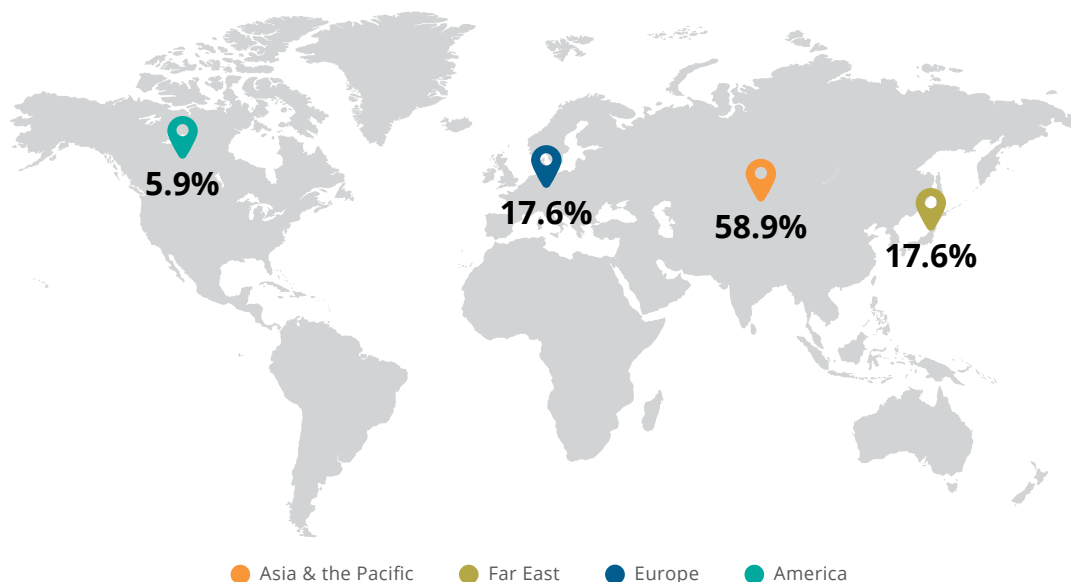 5.9%
17.6%
58.9%
17.6%
Asia & the Pacific
Far East
Europe
America